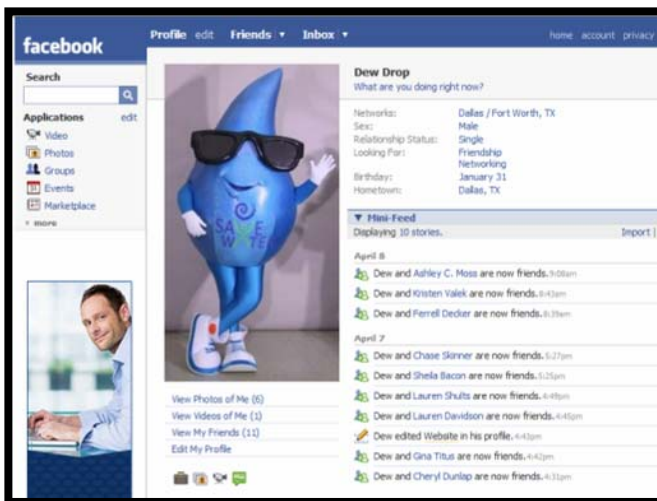 facebook
Profile edit Friends Inbox
home account privacy
Search
Applications edit
Video
Photos
Groups
Events
Marketplace
more
SAVE
WATER
View Photos of Me (6)
View Videos of Me (1)
View My Friends (11)
Edit My Profile
Dew Drop
What are you doing right now?
Networks: Dallas / Fort Worth, TX
Sex: Male
Relationship Status: Single
Looking For: Friendship
Networking
Birthday: January 31
Hometown: Dallas, TX
Mini-Feed
Displaying 10 stories. Import |
April 8
Dew and Ashley C. Moss are now friends. 9:08am
Dew and Kristen Valek are now friends. 8:43am
Dew and Ferrell Decker are now friends. 8:39am
April 7
Dew and Chase Skinner are now friends. 5:27pm
Dew and Sheila Bacon are now friends. 5:25pm
Dew and Lauren Shults are now friends. 4:49pm
Dew and Lauren Davidson are now friends. 4:45pm
Dew edited Website in his profile. 4:43pm
Dew and Gina Titus are now friends. 4:42pm
Dew and Cheryl Dunlap are now friends. 4:31pm